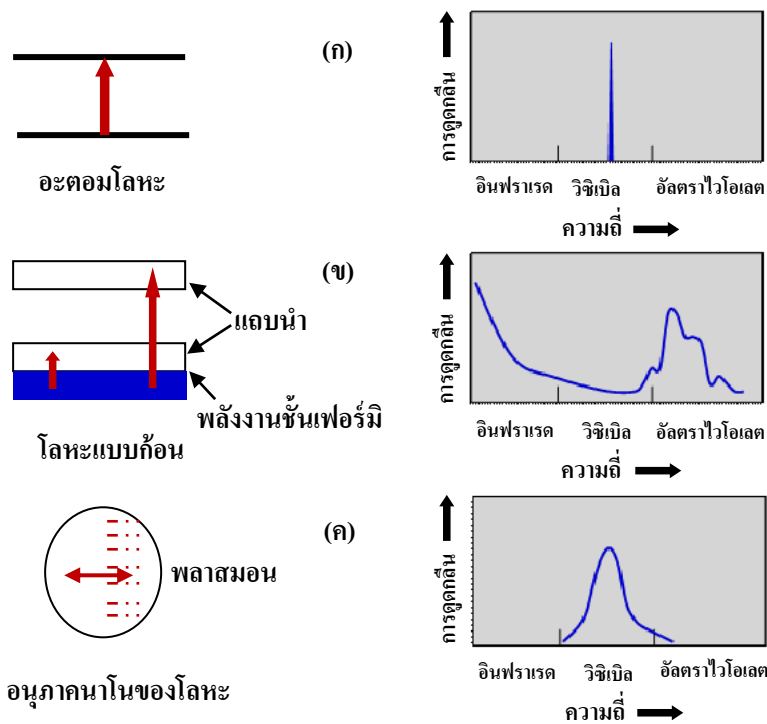 (ก)
อะตอมโลหะ
การดูดกลืน
อินฟราเรด วิซิเบิล อัลตราไวโอเลต
ความถี่
(ข)
แถบนำ
พลังงานชั้นเฟอร์มิ
โลหะแบบก้อน
การดูดกลืน
อินฟราเรด วิซิเบิล อัลตราไวโอเลต
ความถี่
(ค)
พลาสมอน
อนุภาคนาโนของโลหะ
การดูดกลืน
อินฟราเรด วิซิเบิล อัลตราไวโอเลต
ความถี่